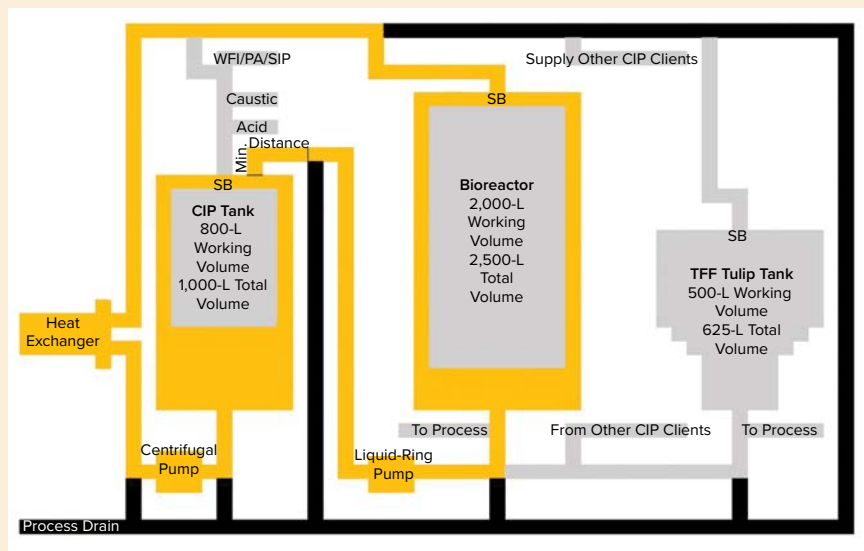 WFI/PA/SIP
Supply Other CIP Clients
Caustic
Acid
Min. Distance
SB
CIP Tank
800-L
Working
Volume
1,000-L Total
Volume
SB
Bioreactor
2,000-L
Working
Volume
2,500-L
Total
Volume
SB
TFF Tulip Tank
500-L Working
Volume
625-L Total
Volume
Heat
Exchanger
To Process
From Other CIP Clients
To Process
Centrifugal
Pump
Liquid-Ring
Pump
Process Drain